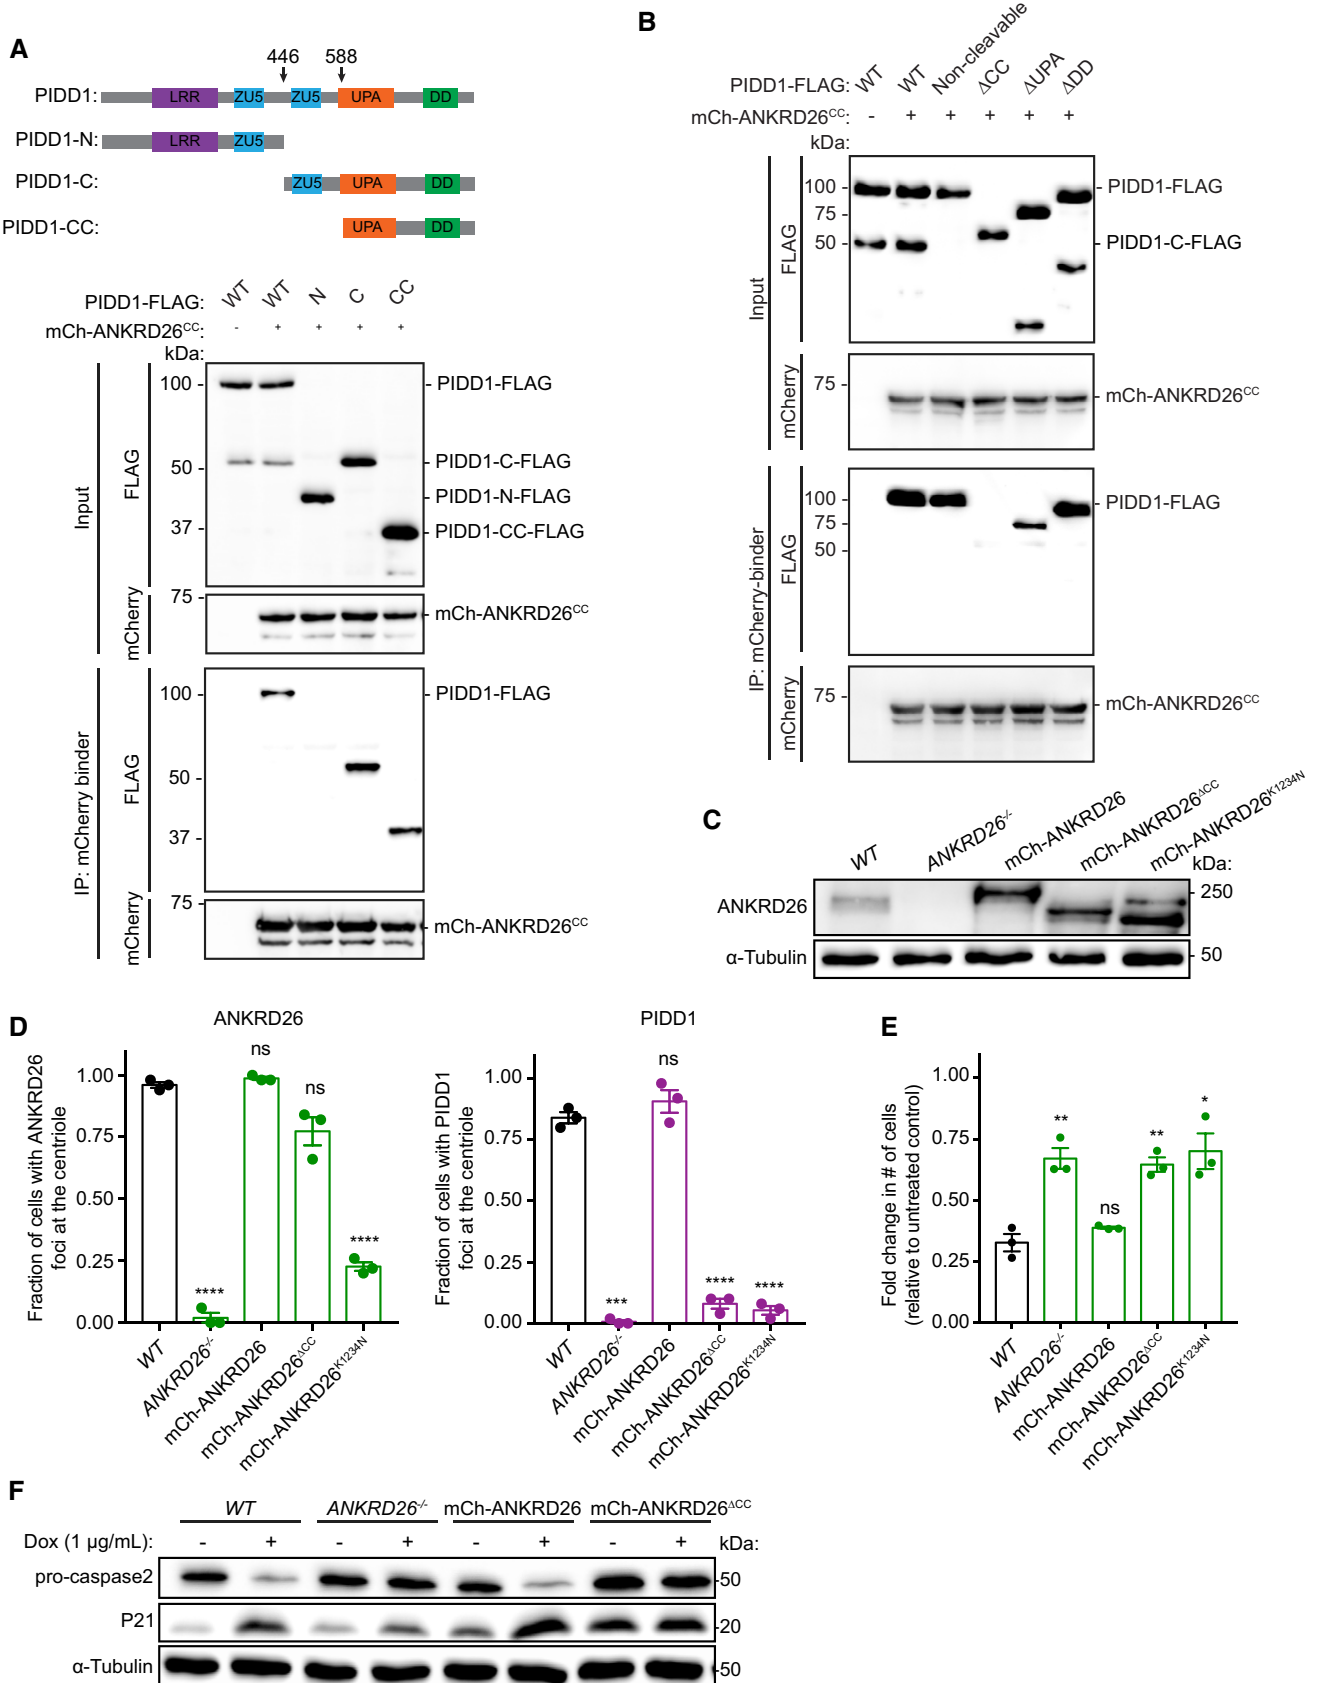 A
446 588
PIDD1: LRR ZU5 ZU5 UPA DD
PIDD1-N: LRR ZU5
PIDD1-C: ZU5 UPA DD
PIDD1-CC: UPA DD
PIDD1-FLAG: WT WT N C CC
mCh-ANKRD26CC: - + + + +
kDa:
Input
FLAG
100 - - PIDD1-FLAG
50 - - PIDD1-C-FLAG
- PIDD1-N-FLAG
37 - - PIDD1-CC-FLAG
mCherry
75 -
- mCh-ANKRD26CC
IP: mCherry binder
FLAG
100 - - PIDD1-FLAG
50 -
37 -
mCherry
75 -
- mCh-ANKRD26CC
B
PIDD1-FLAG: WT WT Non-cleavable ΔCC ΔUPA ΔDD
mCh-ANKRD26CC: - + + + + +
kDa:
Input
FLAG
100 - - PIDD1-FLAG
75 -
50 - - PIDD1-C-FLAG
mCherry
75 -
- mCh-ANKRD26CC
IP: mCherry-binder
FLAG
100 - - PIDD1-FLAG
75 -
50 -
mCherry
75 -
- mCh-ANKRD26CC
C
WT ANKRD26-/- mCh-ANKRD26 mCh-ANKRD26ΔCC mCh-ANKRD26K1234N
kDa:
ANKRD26 - 250
α-Tubulin - 50
D
ANKRD26
Fraction of cells with ANKRD26
foci at the centriole
1.00
0.75
0.50
0.25
0.00
**** ns ns ****
WT ANKRD26-/- mCh-ANKRD26 mCh-ANKRD26ΔCC mCh-ANKRD26K1234N
PIDD1
Fraction of cells with PIDD1
foci at the centriole
1.00
0.75
0.50
0.25
0.00
*** ns **** ****
WT ANKRD26-/- mCh-ANKRD26 mCh-ANKRD26ΔCC mCh-ANKRD26K1234N
E
Fold change in # of cells
(relative to untreated control)
1.00
0.75
0.50
0.25
0.00
** ns ** *
WT ANKRD26-/- mCh-ANKRD26 mCh-ANKRD26ΔCC mCh-ANKRD26K1234N
F
WT ANKRD26-/- mCh-ANKRD26 mCh-ANKRD26ΔCC
Dox (1 µg/mL): - + - + - + - + kDa:
pro-caspase2 -50
P21 -20
α-Tubulin -50